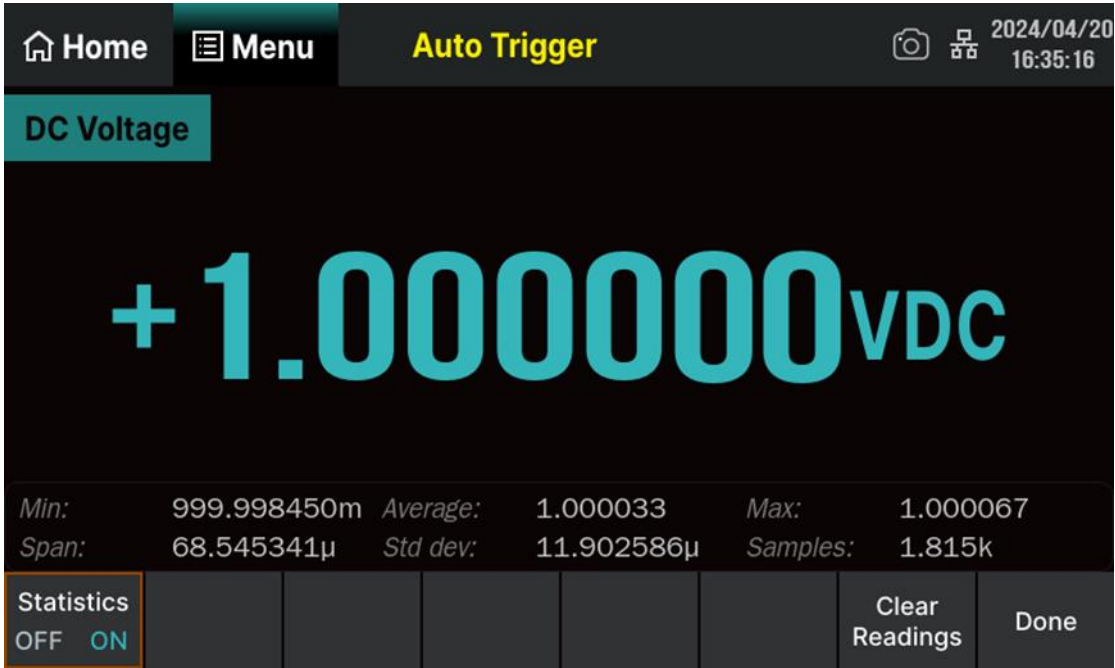 Home Menu Auto Trigger 2024/04/20
16:35:16
DC Voltage
+1.000000VDC
Min: 999.998450m Average: 1.000033 Max: 1.000067
Span: 68.545341µ Std dev: 11.902586µ Samples: 1.815k
Statistics
OFF ON
Clear
Readings
Done